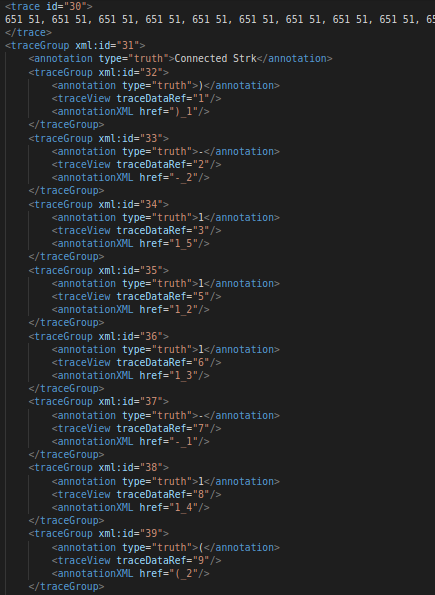 <trace id="30">
651 51, 651 51, 651 51, 651 51, 651 51, 651 51, 651 51, 651 51, 651 51, 65
</trace>
<traceGroup xml:id="31">
<annotation type="truth">Connected Strk</annotation>
<traceGroup xml:id="32">
<annotation type="truth">)</annotation>
<traceView traceDataRef="1"/>
<annotationXML href=")_1"/>
</traceGroup>
<traceGroup xml:id="33">
<annotation type="truth">-</annotation>
<traceView traceDataRef="2"/>
<annotationXML href="-_2"/>
</traceGroup>
<traceGroup xml:id="34">
<annotation type="truth">1</annotation>
<traceView traceDataRef="3"/>
<annotationXML href="1_5"/>
</traceGroup>
<traceGroup xml:id="35">
<annotation type="truth">1</annotation>
<traceView traceDataRef="5"/>
<annotationXML href="1_2"/>
</traceGroup>
<traceGroup xml:id="36">
<annotation type="truth">1</annotation>
<traceView traceDataRef="6"/>
<annotationXML href="1_3"/>
</traceGroup>
<traceGroup xml:id="37">
<annotation type="truth">-</annotation>
<traceView traceDataRef="7"/>
<annotationXML href="-_1"/>
</traceGroup>
<traceGroup xml:id="38">
<annotation type="truth">1</annotation>
<traceView traceDataRef="8"/>
<annotationXML href="1_4"/>
</traceGroup>
<traceGroup xml:id="39">
<annotation type="truth">(</annotation>
<traceView traceDataRef="9"/>
<annotationXML href="(_2"/>
</traceGroup>